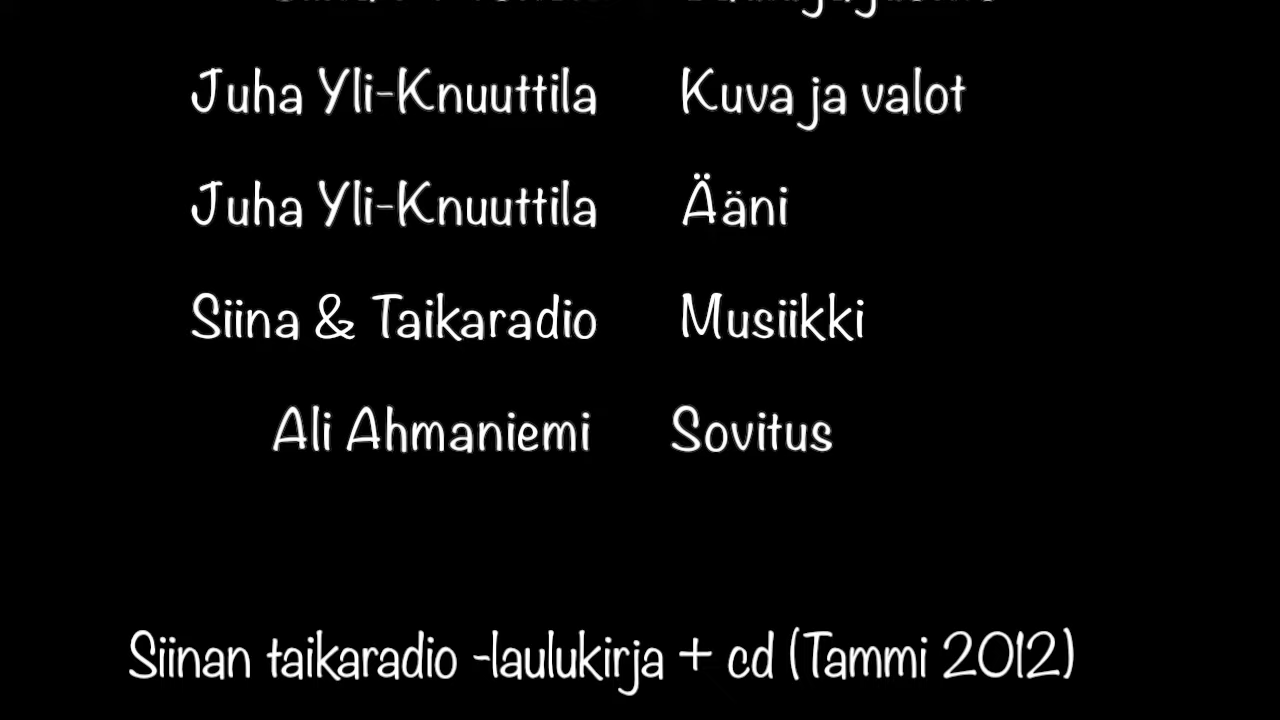 Juha Yli-Knuuttila Kuva ja valot
Juha Yli-Knuuttila Ääni
Siina & Taikaradio Musiikki
Ali Ahmaniemi Sovitus
Siinan taikaradio -laulukirja + cd (Tammi 2012)